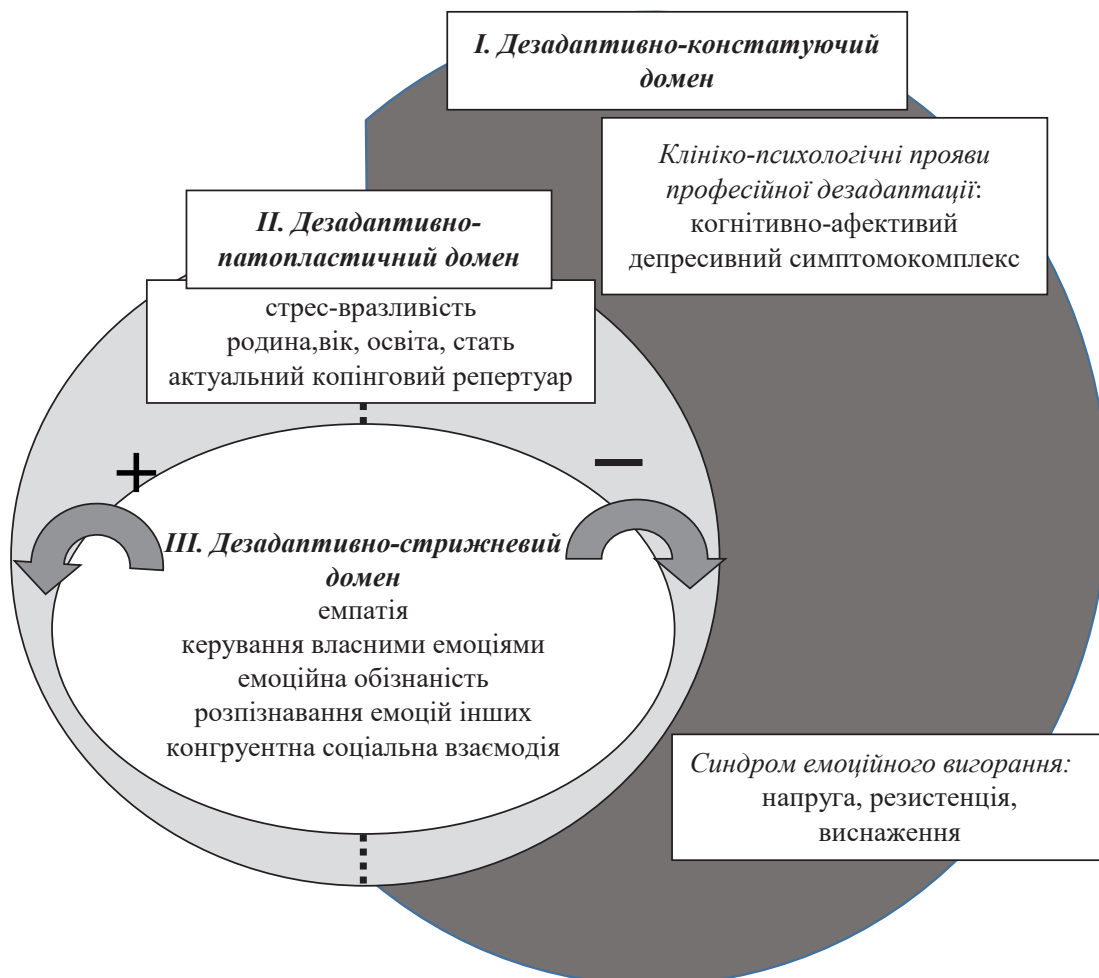 І. Дезадаптивно-констатуючий
домен
Клініко-психологічні прояви
професійної дезадаптації:
когнітивно-афективий
депресивний симптомокомплекс
ІІ. Дезадаптивно-
патопластичний домен
стрес-вразливість
родина,вік, освіта, стать
актуальний копінговий репертуар
+
−
ІІІ. Дезадаптивно-стрижневий
домен
емпатія
керування власними емоціями
емоційна обізнаність
розпізнавання емоцій інших
конгруентна соціальна взаємодія
Синдром емоційного вигорання:
напруга, резистенція,
виснаження